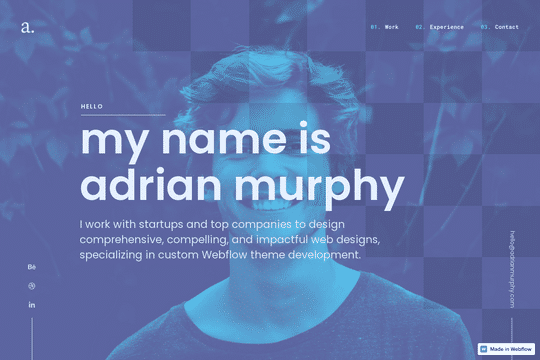 a.
01. Work 02. Experience 03. Contact
HELLO
my name is
adrian murphy
I work with startups and top companies to design
comprehensive, compelling, and impactful web designs,
specializing in custom Webflow theme development.
Bē
in
hello@adrianmurphy.com
Made in Webflow